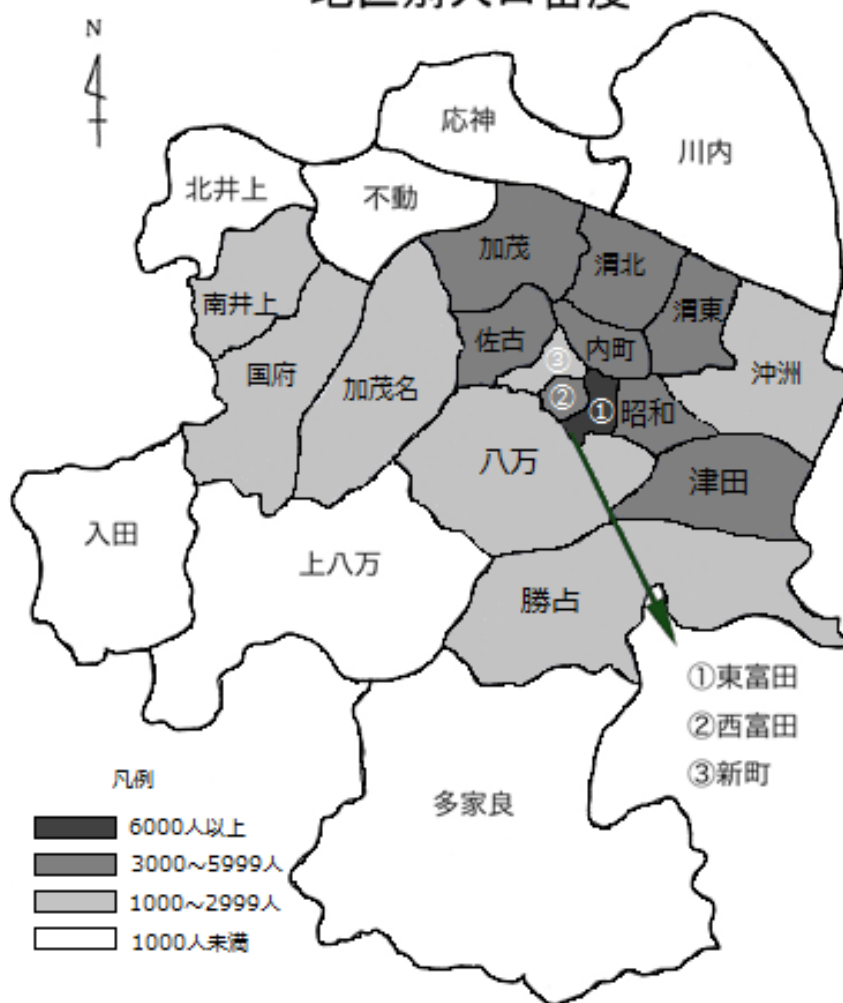 地区別人口密度
N
応神
川内
北井上
不動
加茂
渭北
南井上
渭東
佐古
内町
③
国府
加茂名
沖洲
②
①
昭和
八万
津田
入田
上八万
勝占
①東富田
②西富田
③新町
多家良
凡例
6000人以上
3000～5999人
1000～2999人
1000人未満